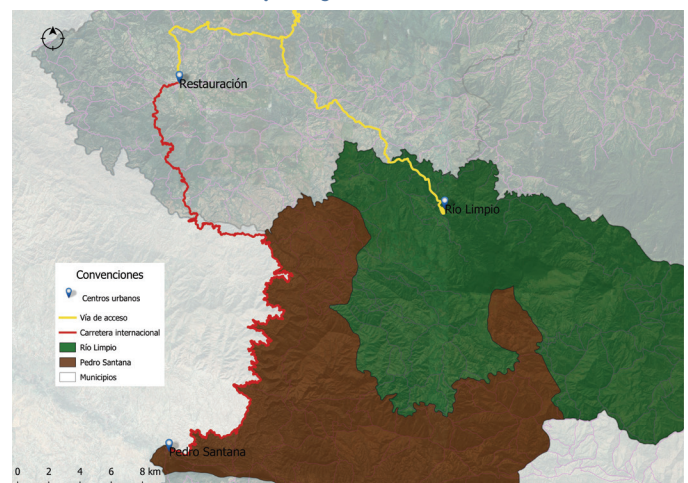 Restauración
Río Limpio
Convenciones
Centros urbanos
Vía de acceso
Carretera internacional
Río Limpio
Pedro Santana
Municipios
Pedro Santana
0 2 4 6 8 km